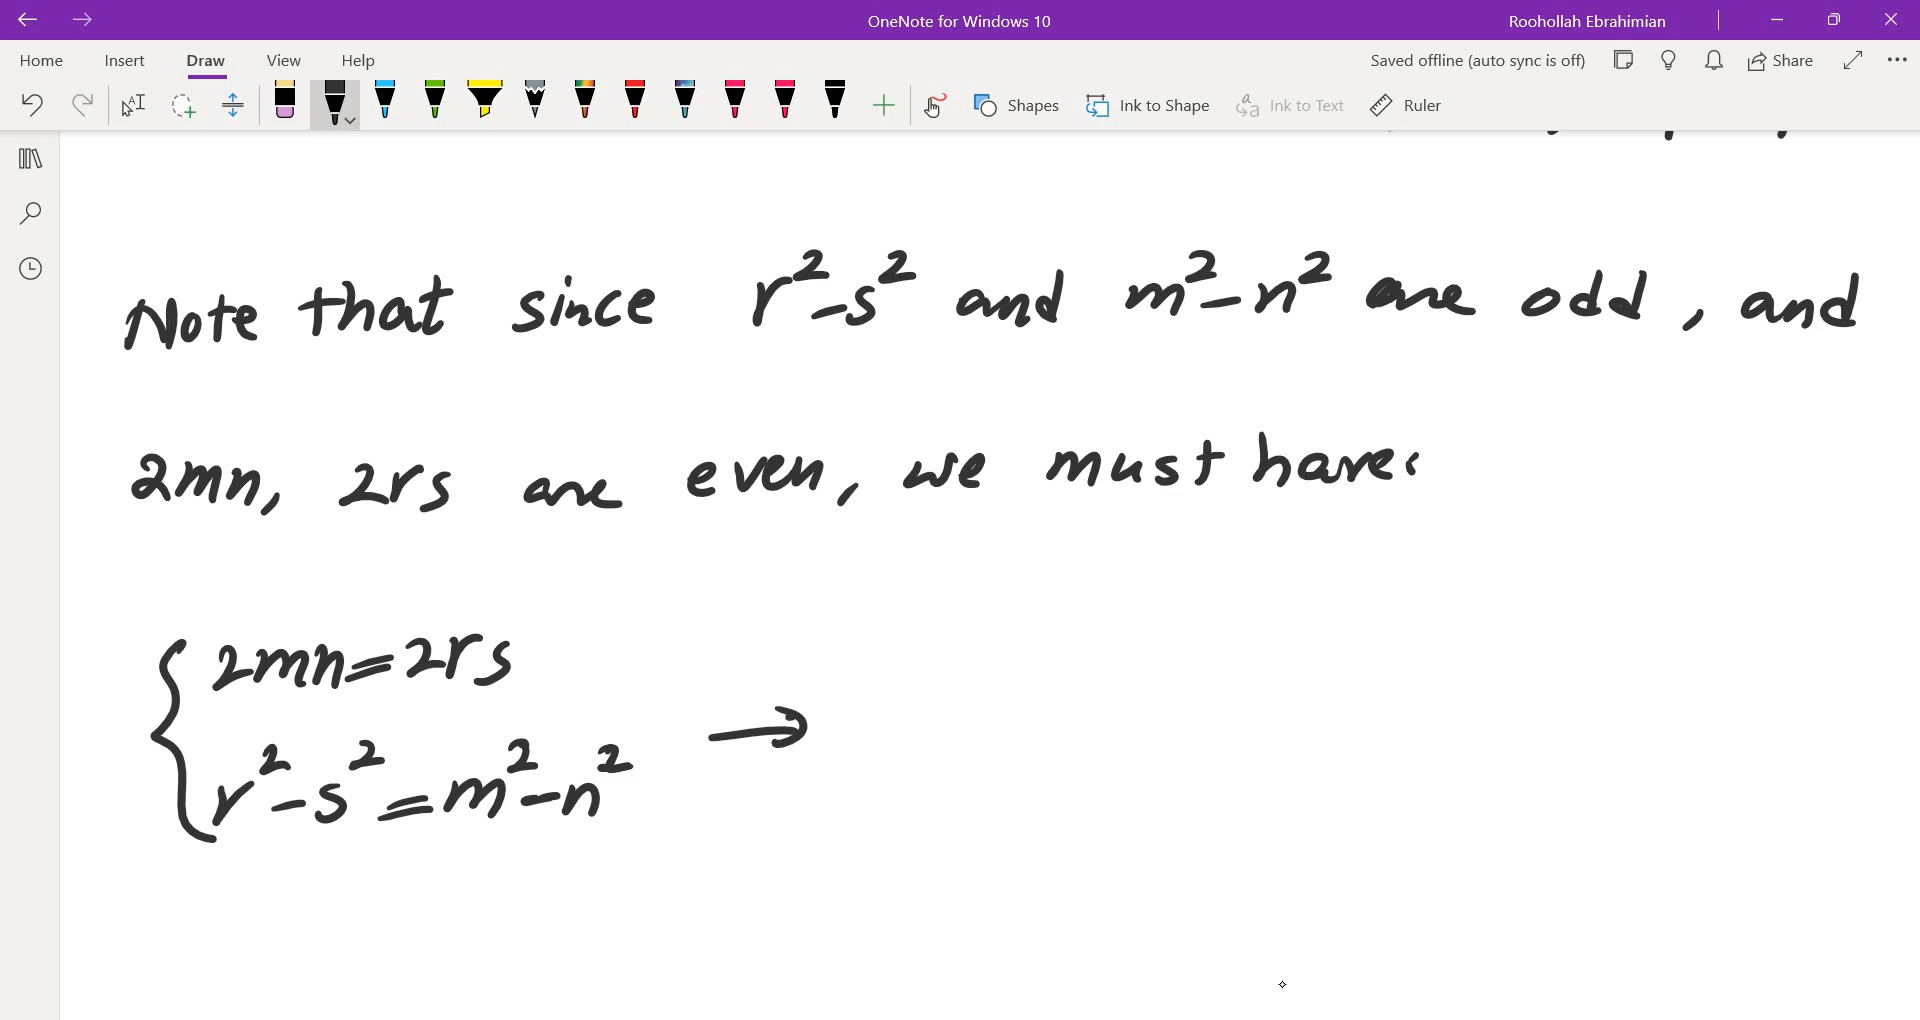 OneNote for Windows 10
Roohollah Ebrahimian
Home Insert Draw View Help
Saved offline (auto sync is off) Share
Shapes Ink to Shape Ink to Text Ruler
Note that since r²-s² and m²-n² are odd, and
2mn, 2rs are even, we must have:
2mn=2rs
r²-s²=m²-n² →